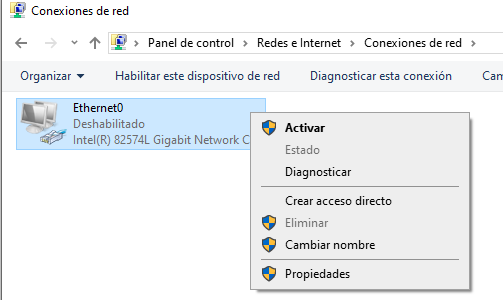 Conexiones de red
Panel de control > Redes e Internet > Conexiones de red >
Organizar Habilitar este dispositivo de red Diagnosticar esta conexión Cam
Ethernet0
Deshabilitado
Intel(R) 82574L Gigabit Network C
Activar
Estado
Diagnosticar
Crear acceso directo
Eliminar
Cambiar nombre
Propiedades